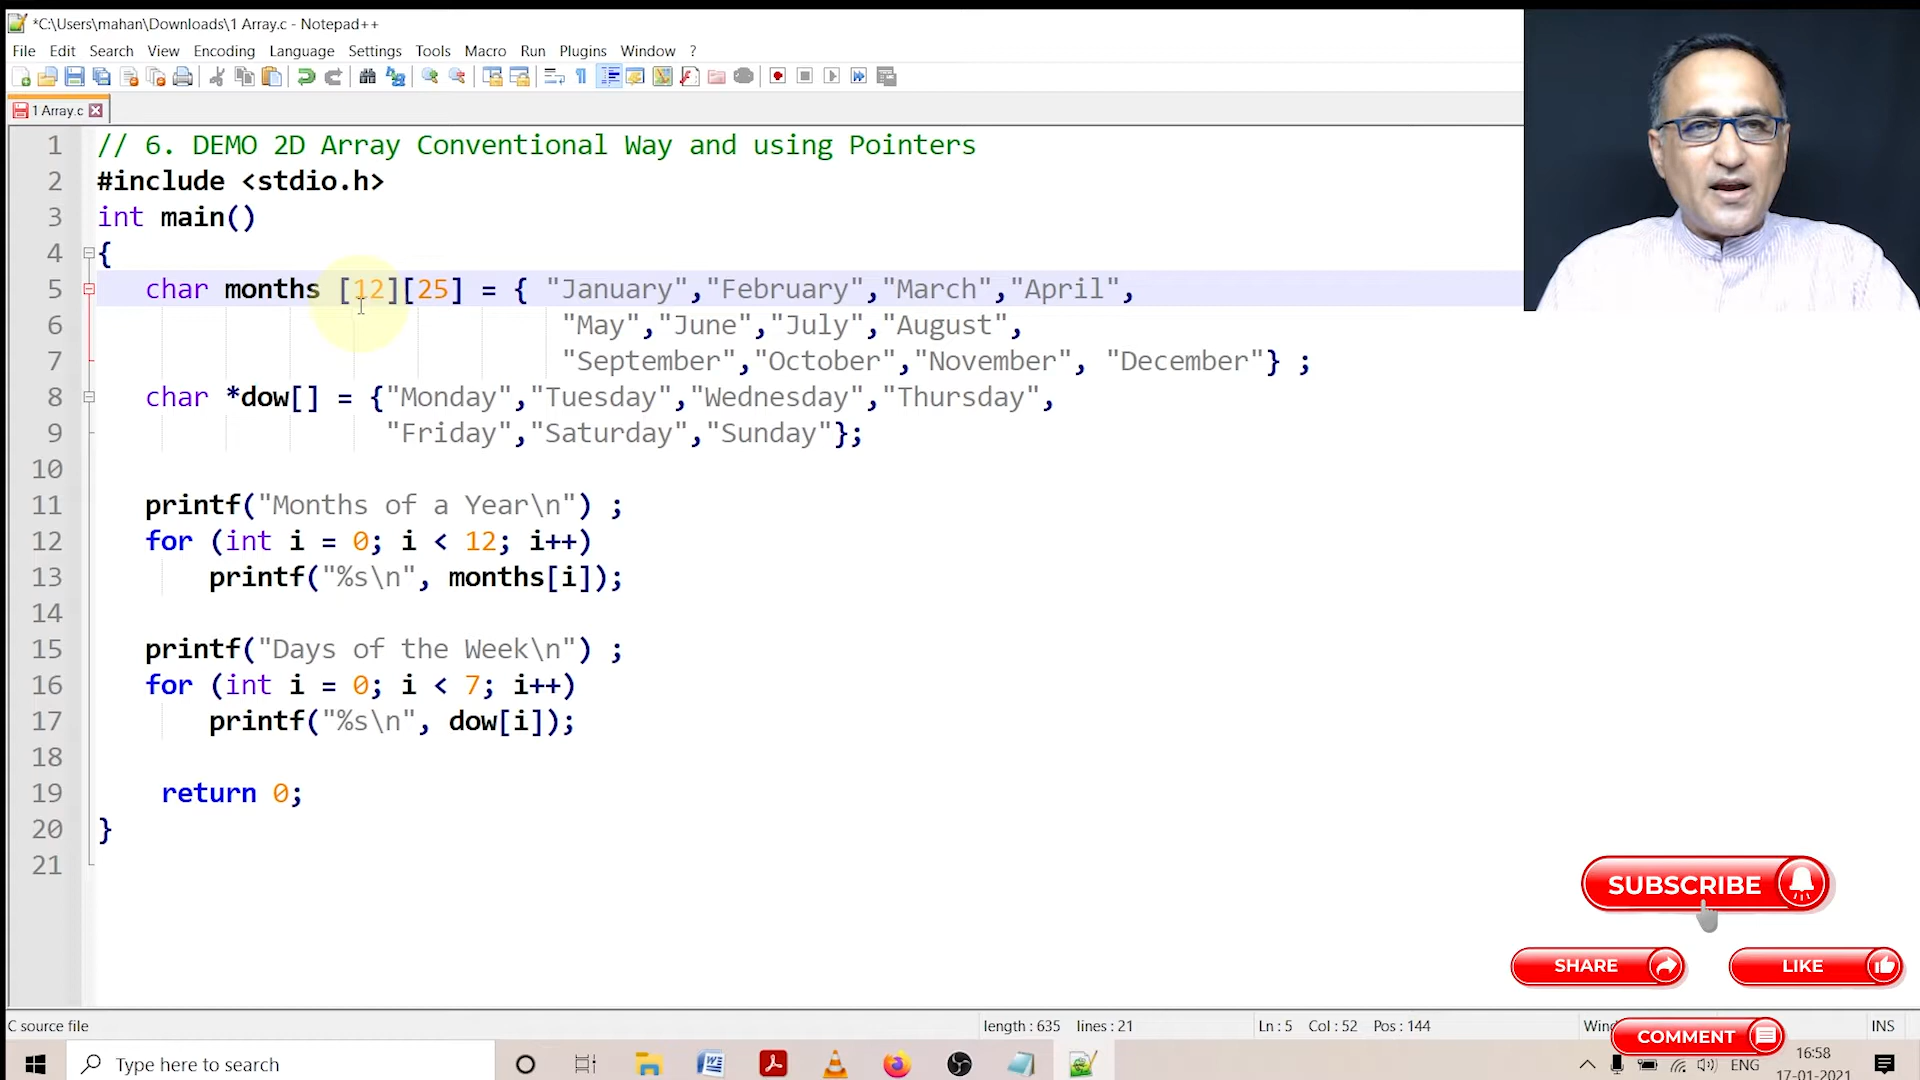 *C:\Users\mahan\Downloads\1 Array.c - Notepad++
File Edit Search View Encoding Language Settings Tools Macro Run Plugins Window ?
1 Array.c
1 // 6. DEMO 2D Array Conventional Way and using Pointers
2 #include <stdio.h>
3 int main()
4 {
5 char months [12][25] = { "January","February","March","April",
6 "May","June","July","August",
7 "September","October","November", "December"} ;
8 char *dow[] = {"Monday","Tuesday","Wednesday","Thursday",
9 "Friday","Saturday","Sunday"};
10
11 printf("Months of a Year\n") ;
12 for (int i = 0; i < 12; i++)
13 printf("%s\n", months[i]);
14
15 printf("Days of the Week\n") ;
16 for (int i = 0; i < 7; i++)
17 printf("%s\n", dow[i]);
18
19 return 0;
20 }
21
SUBSCRIBE
SHARE LIKE
C source file length : 635 lines : 21 Ln : 5 Col : 52 Pos : 144 INS
COMMENT
Type here to search ENG 16:58
17-01-2021